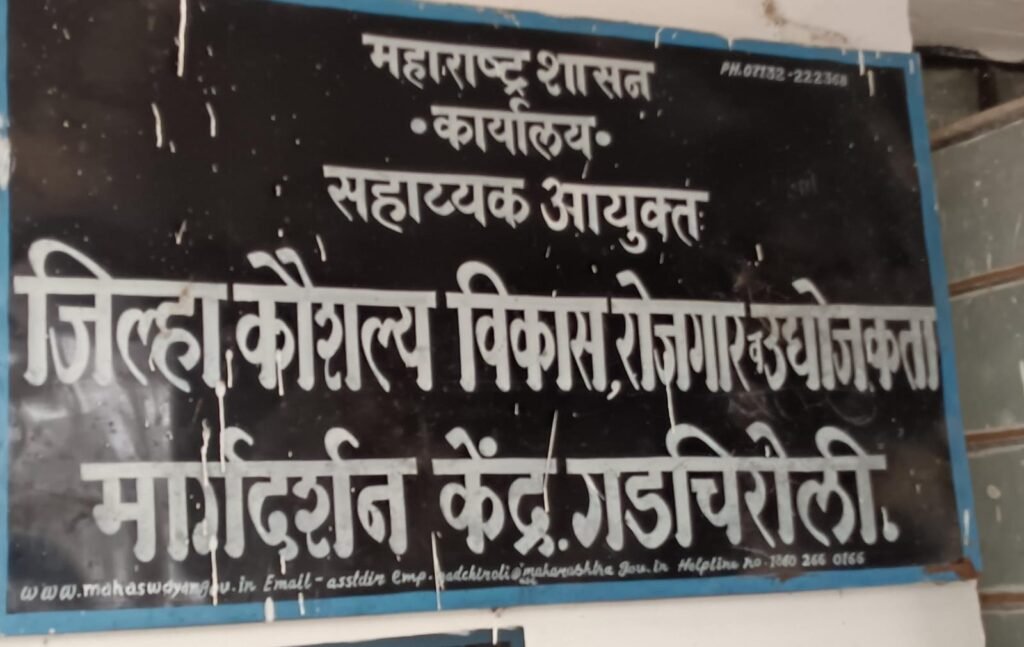 महाराष्ट्र शासन
PH.07132-222368
•कार्यालय•
सहाय्यक आयुक्त
जिल्हा कौशल्य विकास,रोजगार व उद्योजकता
मार्गदर्शन केंद्र.गडचिरोली.
www.mahaswayam.gov.in Email - asstdir emp.gadchiroli@maharashtra gov.in Helpline no - 266 0166